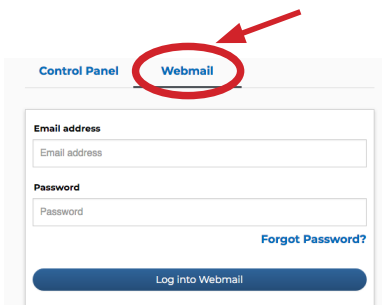 Control Panel Webmail
Email address
Email address
Password
Password
Forgot Password?
Log into Webmail